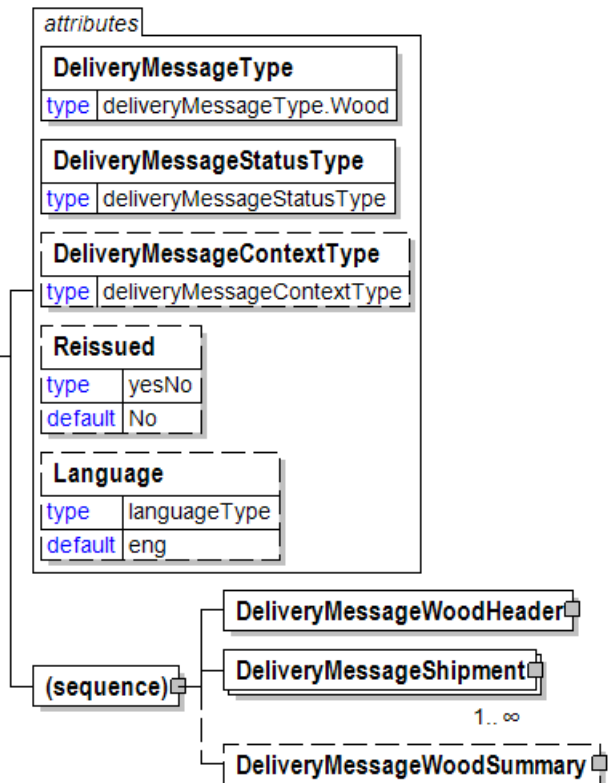 attributes
DeliveryMessageType
type deliveryMessageType.Wood
DeliveryMessageStatusType
type deliveryMessageStatusType
DeliveryMessageContextType
type deliveryMessageContextType
Reissued
type yesNo
default No
Language
type languageType
default eng
DeliveryMessageWoodHeader
(sequence) DeliveryMessageShipment
1.. ∞
DeliveryMessageWoodSummary